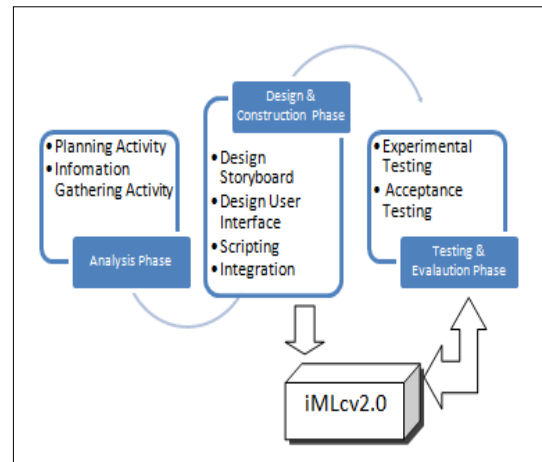 • Planning Activity
• Infomation
Gathering Activity
Analysis Phase
Design &
Construction Phase
• Design
Storyboard
• Design User
Interface
• Scripting
• Integration
• Experimental
Testing
• Acceptance
Testing
Testing &
Evalaution Phase
iMLcv2.0